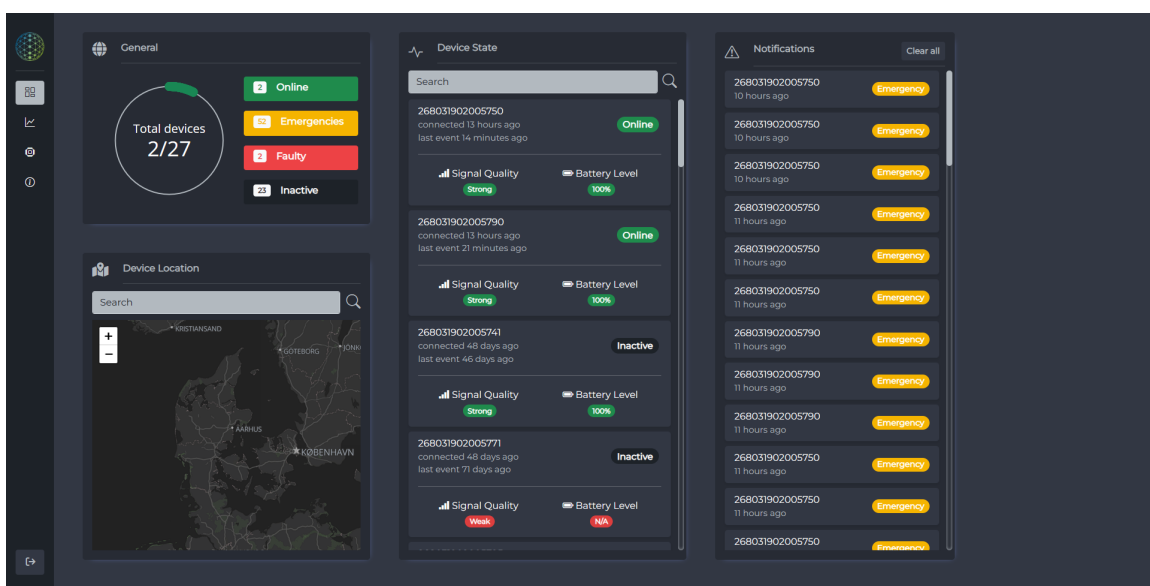 General
Total devices
2/27
2 Online
52 Emergencies
2 Faulty
23 Inactive
Device Location
Search
+
−
KRISTIANSAND
GÖTEBORG
AARHUS
KØBENHAVN
Device State
Search
268031902005750
connected 13 hours ago
last event 14 minutes ago
Online
Signal Quality
Battery Level
Strong
100%
268031902005790
connected 13 hours ago
last event 21 minutes ago
Online
Signal Quality
Battery Level
Strong
100%
268031902005741
connected 48 days ago
last event 46 days ago
Inactive
Signal Quality
Battery Level
Strong
100%
268031902005771
connected 48 days ago
last event 71 days ago
Inactive
Signal Quality
Battery Level
Weak
N/A
Notifications
Clear all
268031902005750
10 hours ago
Emergency
268031902005750
10 hours ago
Emergency
268031902005750
10 hours ago
Emergency
268031902005750
11 hours ago
Emergency
268031902005750
11 hours ago
Emergency
268031902005750
11 hours ago
Emergency
268031902005790
11 hours ago
Emergency
268031902005790
11 hours ago
Emergency
268031902005790
11 hours ago
Emergency
268031902005750
11 hours ago
Emergency
268031902005750
11 hours ago
Emergency
268031902005750
Emergency